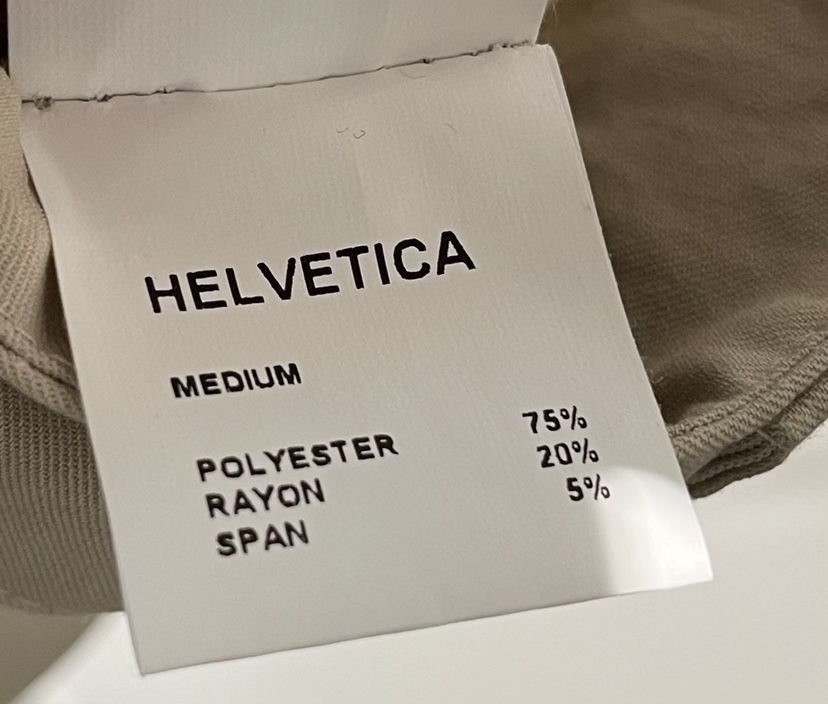 HELVETICA
MEDIUM
POLYESTER 75%
RAYON 20%
SPAN 5%